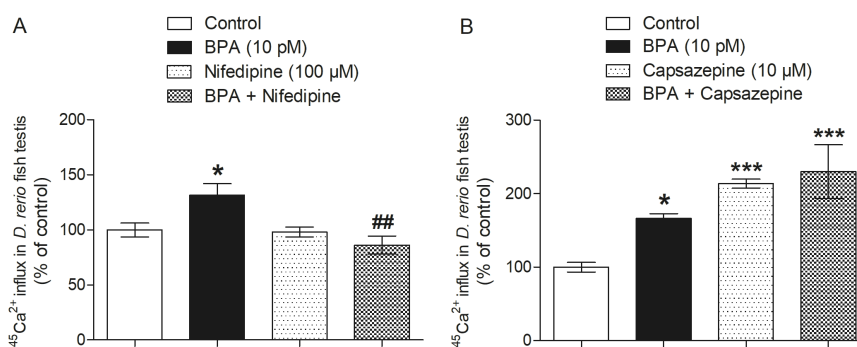 A
Control
BPA (10 pM)
Nifedipine (100 µM)
BPA + Nifedipine
200
150
100
50
0
⁴⁵Ca²⁺ influx in D. rerio fish testis
(% of control)
*
##
B
Control
BPA (10 pM)
Capsazepine (10 µM)
BPA + Capsazepine
300
200
100
0
⁴⁵Ca²⁺ influx in D. rerio fish testis
(% of control)
*
***
***